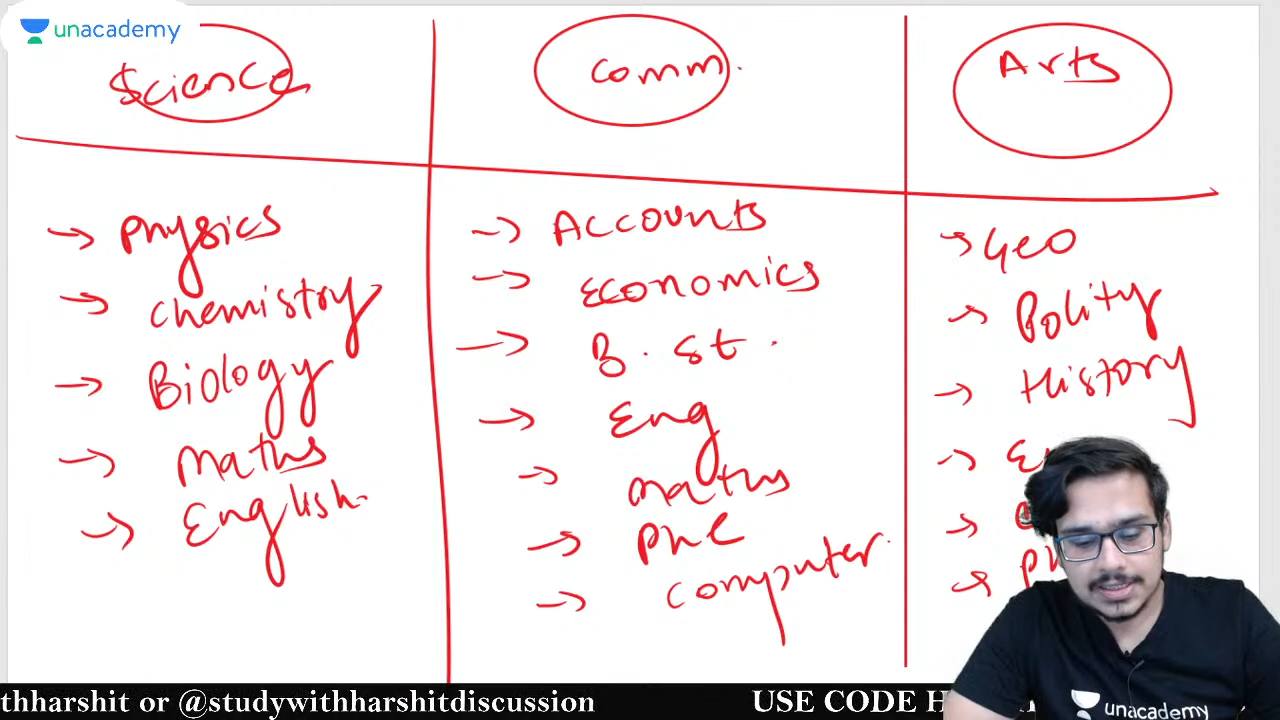 unacademy
Science
Comm.
Arts
→ Physics
→ Chemistry
→ Biology
→ Maths
→ English
→ Accounts
→ Economics
→ B. St.
→ Eng
→ Maths
→ Phe
→ Computer
→ Geo
→ Polity
→ History
→
→
→
unacademy
thharshit or @studywithharshitdiscussion
USE CODE H